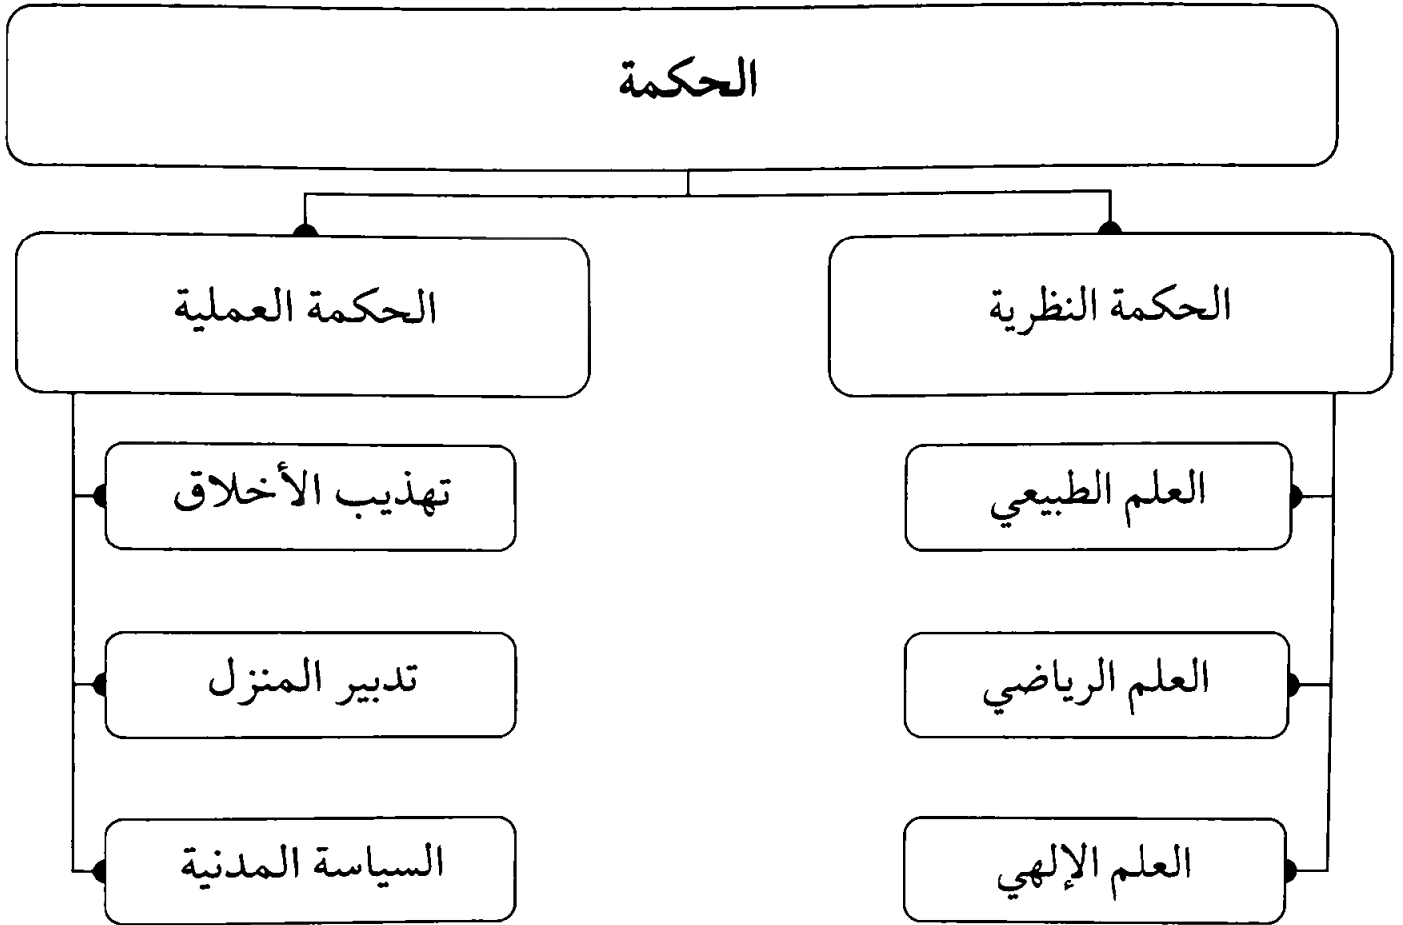 الحكمة
الحكمة النظرية
العلم الطبيعي
العلم الرياضي
العلم الإلهي
الحكمة العملية
تهذيب الأخلاق
تدبير المنزل
السياسة المدنية